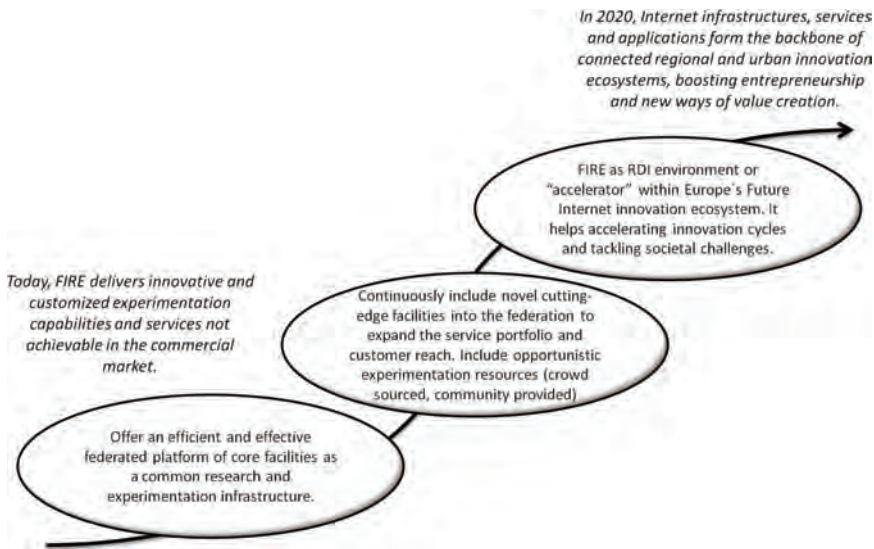 In 2020, Internet infrastructures, services
and applications form the backbone of
connected regional and urban innovation
ecosystems, boosting entrepreneurship
and new ways of value creation.
FIRE as RDI environment or
“accelerator” within Europe´s Future
Internet innovation ecosystem. It
helps accelerating innovation cycles
and tackling societal challenges.
Today, FIRE delivers innovative and
customized experimentation
capabilities and services not
achievable in the commercial
market.
Continuously include novel cutting-
edge facilities into the federation to
expand the service portfolio and
customer reach. Include opportunistic
experimentation resources (crowd
sourced, community provided)
Offer an efficient and effective
federated platform of core facilities as
a common research and
experimentation infrastructure.